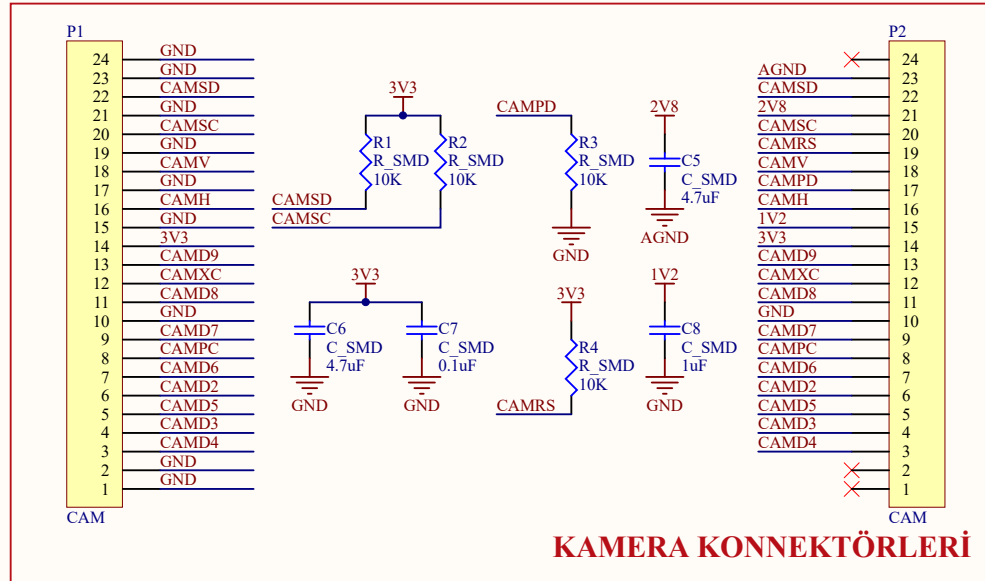 P1
24 GND
23 GND
22 CAMSD
21 GND
20 CAMSC
19 GND
18 CAMV
17 GND
16 CAMH
15 GND
14 3V3
13 CAMD9
12 CAMXC
11 CAMD8
10 GND
9 CAMD7
8 CAMPC
7 CAMD6
6 CAMD2
5 CAMD5
4 CAMD3
3 CAMD4
2 GND
1 GND
CAM
3V3
R1
R_SMD
10K
R2
R_SMD
10K
CAMSD
CAMSC
CAMPD
R3
R_SMD
10K
GND
2V8
C5
C_SMD
4.7uF
AGND
3V3
C6
C_SMD
4.7uF
GND
C7
C_SMD
0.1uF
GND
3V3
R4
R_SMD
10K
CAMRS
1V2
C8
C_SMD
1uF
GND
P2
24
AGND 23
CAMSD 22
2V8 21
CAMSC 20
CAMRS 19
CAMV 18
CAMPD 17
CAMH 16
1V2 15
3V3 14
CAMD9 13
CAMXC 12
CAMD8 11
GND 10
CAMD7 9
CAMPC 8
CAMD6 7
CAMD2 6
CAMD5 5
CAMD3 4
CAMD4 3
2
1
CAM
KAMERA KONNEKTÖRLERİ